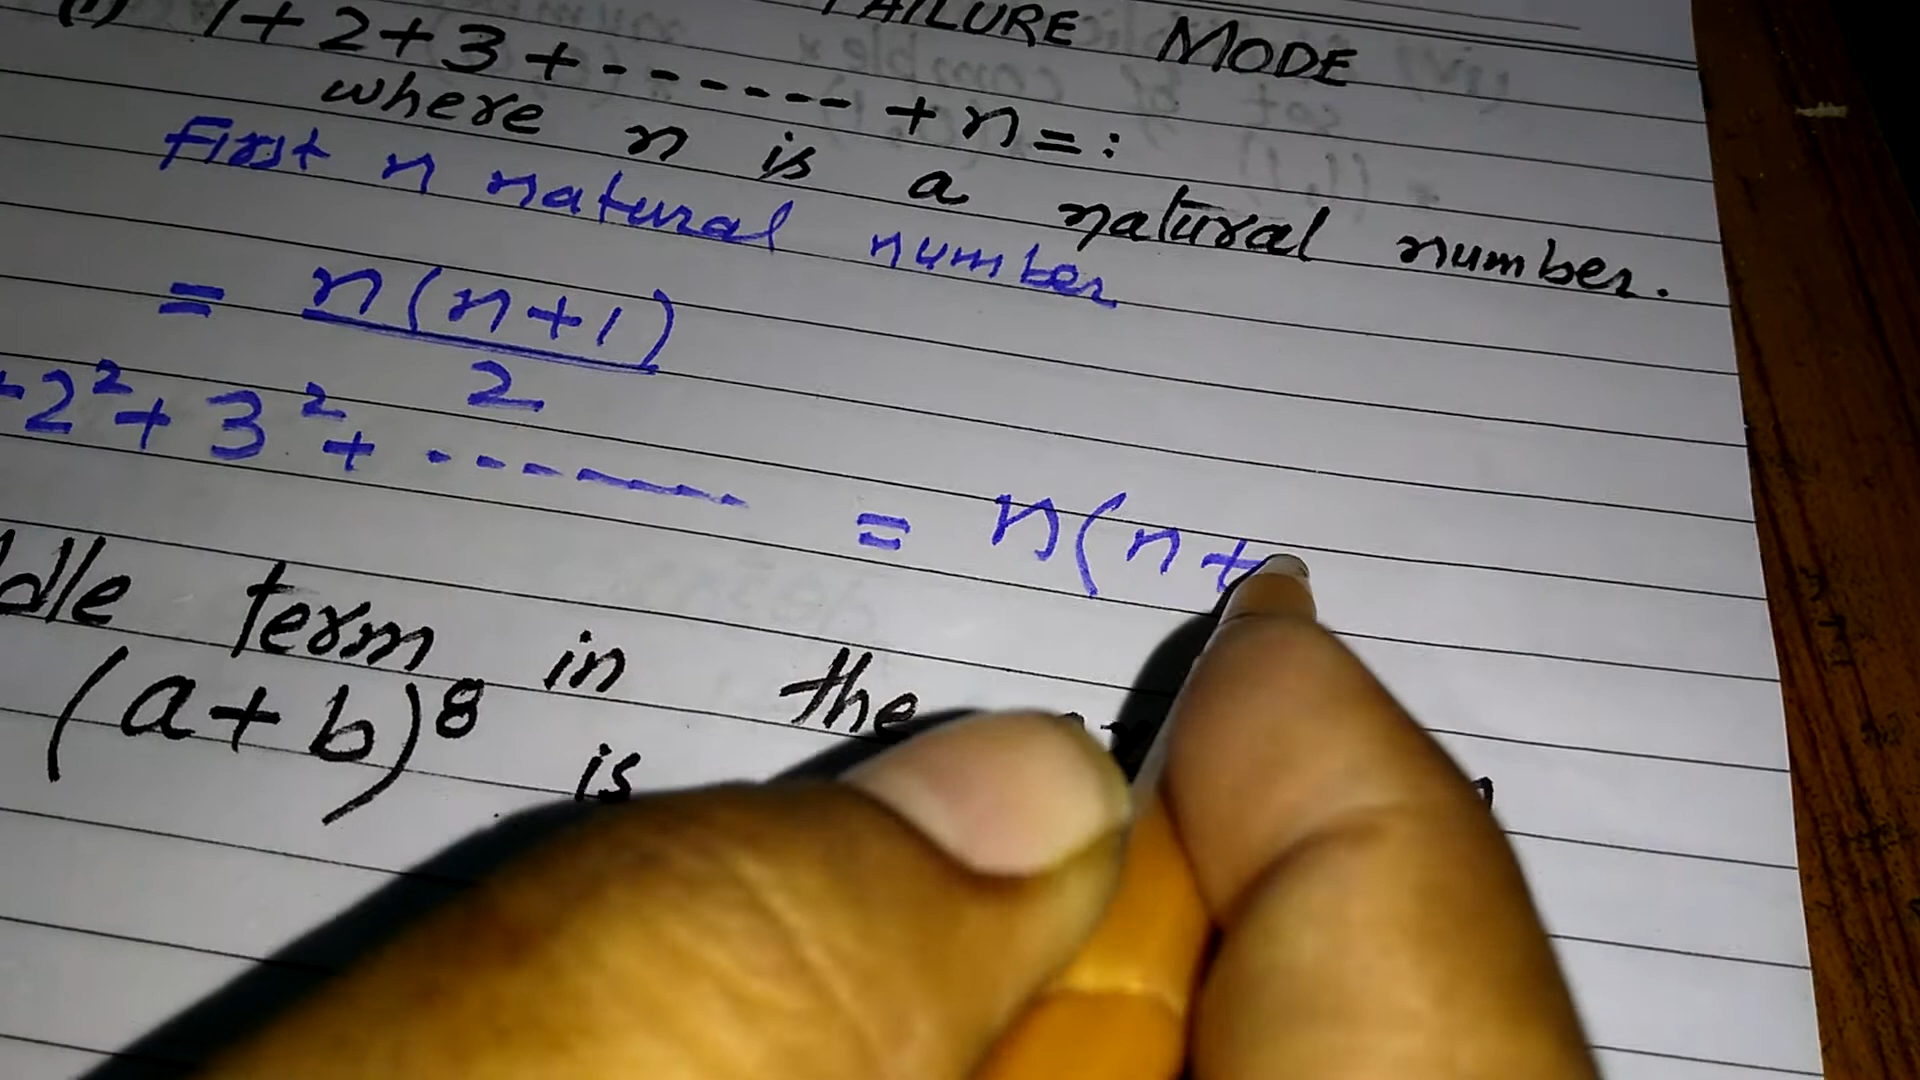 FAILURE MODE
(i) 1+2+3+-------+n=:
where n is a natural number.
First n natural number
= n(n+1)/2
2²+3²+------- = n(n+
term in the
(a+b)⁸ is